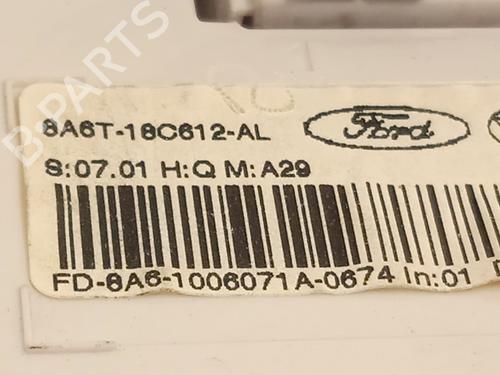 B-PARTS
8A6T-18C612-AL
Ford
S:07.01 H:Q M:A29
FD-8A6-1006071A-0674 In:01